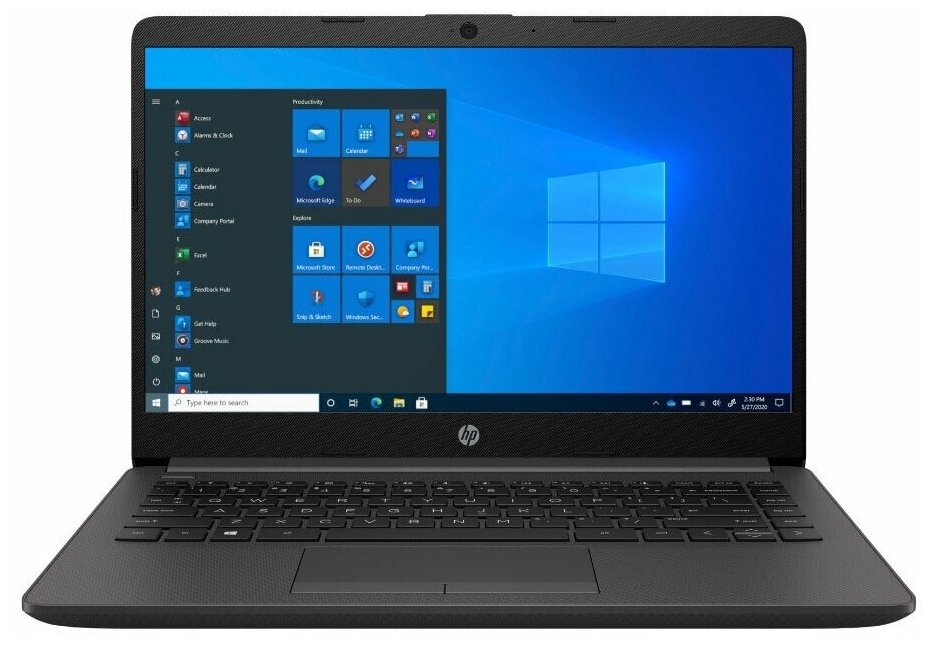 A
Access
Alarms & Clock
C
Calculator
Calendar
Camera
Company Portal
E
Excel
F
Feedback Hub
G
Get Help
Groove Music
M
Mail
Maps
Productivity
Mail
Calendar
Microsoft Edge
To Do
Whiteboard
Explore
Microsoft Store
Remote Deskt...
Company Por...
Snip & Sketch
Windows Sec...
Type here to search
2:30 PM
5/27/2020
hp
Q W E R T Y U I O P
A S D F G H J K L
Z X C V B N M